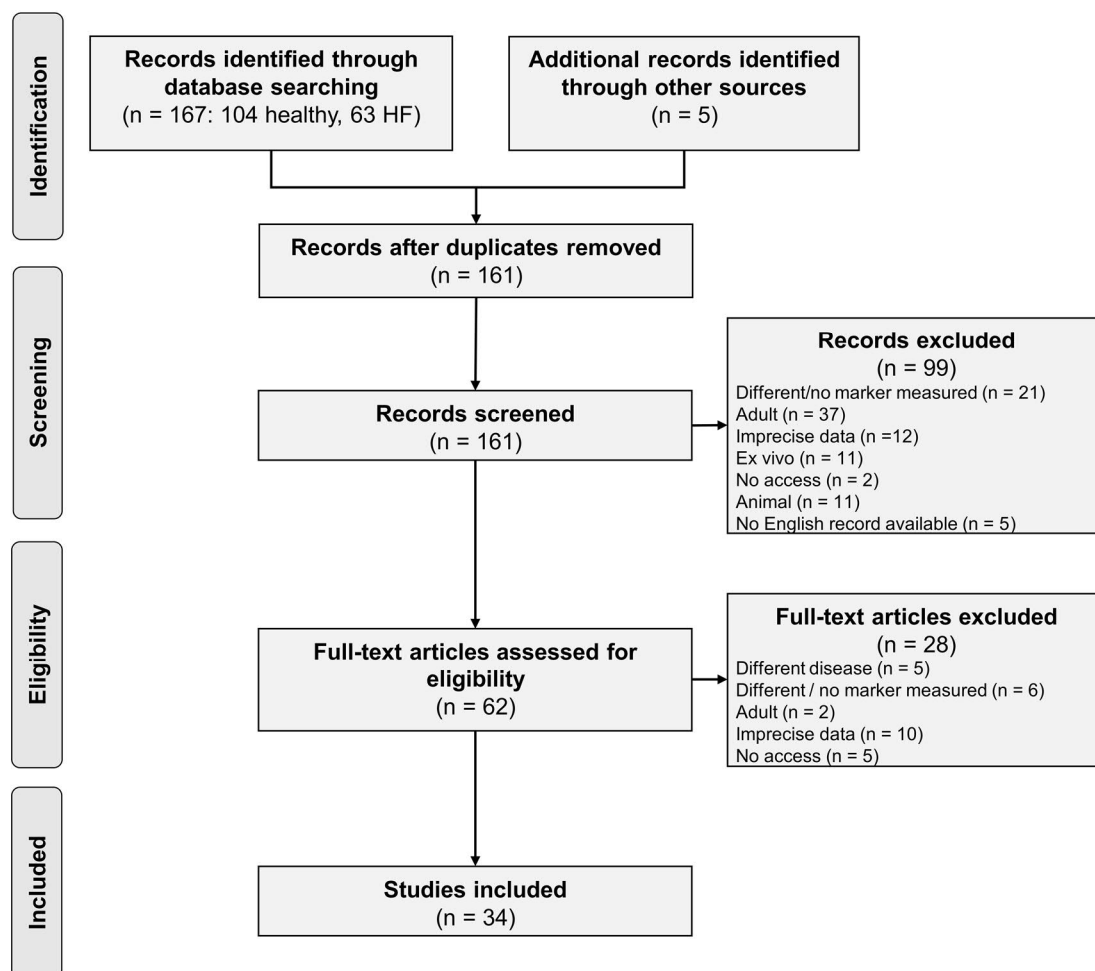 Identification
Records identified through
database searching
(n = 167: 104 healthy, 63 HF)
Additional records identified
through other sources
(n = 5)
Records after duplicates removed
(n = 161)
Screening
Records screened
(n = 161)
Records excluded
(n = 99)
Different/no marker measured (n = 21)
Adult (n = 37)
Imprecise data (n =12)
Ex vivo (n = 11)
No access (n = 2)
Animal (n = 11)
No English record available (n = 5)
Eligibility
Full-text articles assessed for
eligibility
(n = 62)
Full-text articles excluded
(n = 28)
Different disease (n = 5)
Different / no marker measured (n = 6)
Adult (n = 2)
Imprecise data (n = 10)
No access (n = 5)
Included
Studies included
(n = 34)